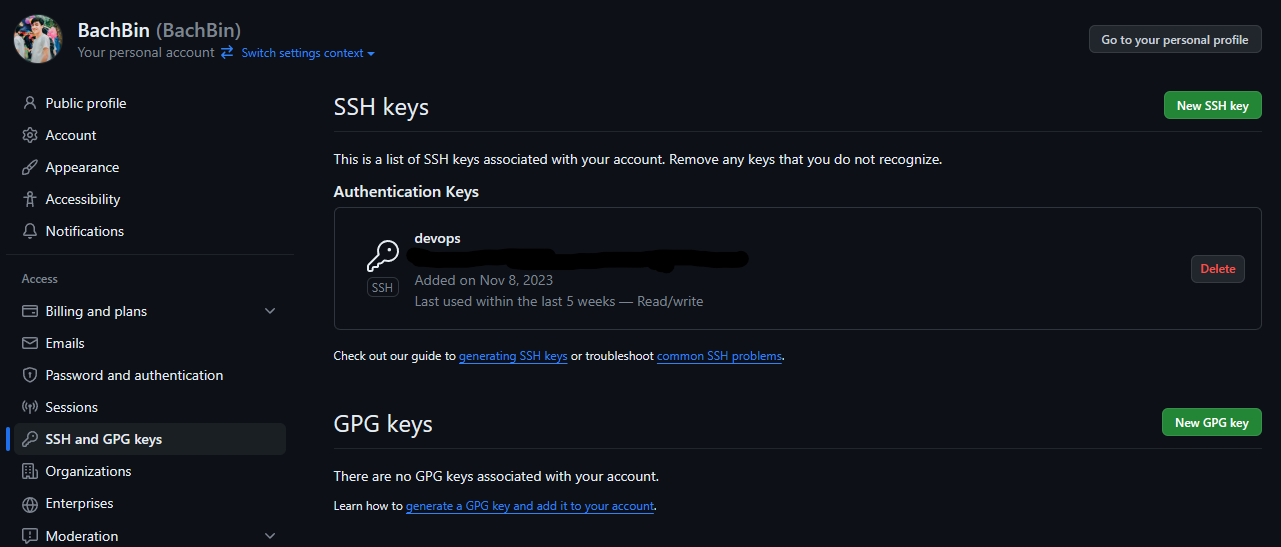 BachBin (BachBin)
Your personal account Switch settings context
Go to your personal profile
Public profile
Account
Appearance
Accessibility
Notifications
Access
Billing and plans
Emails
Password and authentication
Sessions
SSH and GPG keys
Organizations
Enterprises
Moderation
SSH keys
New SSH key
This is a list of SSH keys associated with your account. Remove any keys that you do not recognize.
Authentication Keys
devops
SSH
Added on Nov 8, 2023
Last used within the last 5 weeks — Read/write
Delete
Check out our guide to generating SSH keys or troubleshoot common SSH problems.
GPG keys
New GPG key
There are no GPG keys associated with your account.
Learn how to generate a GPG key and add it to your account.